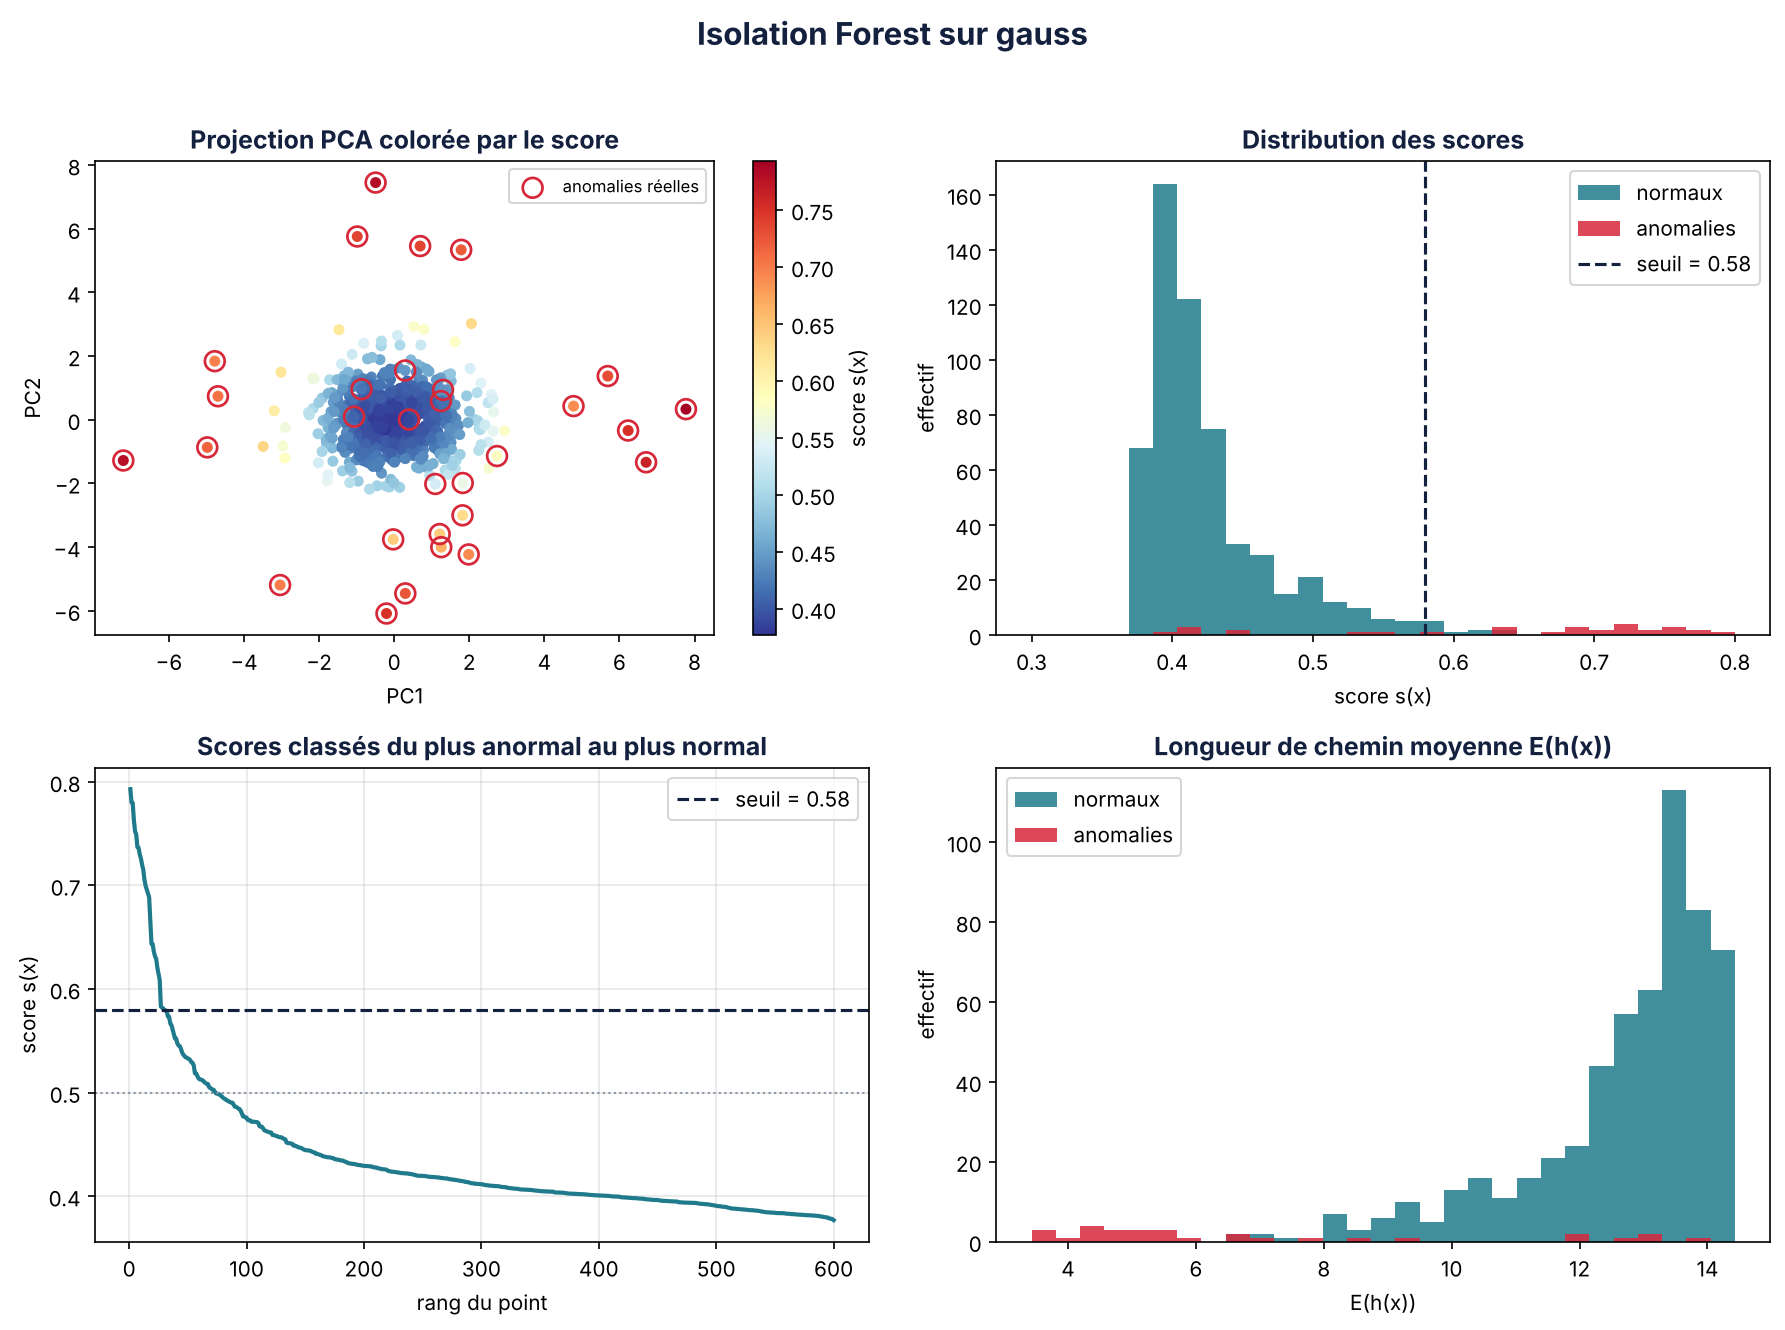 Isolation Forest sur gauss
Projection PCA colorée par le score
8
6
4
2
0
−2
−4
−6
PC2
−6 −4 −2 0 2 4 6 8
PC1
anomalies réelles
0.75
0.70
0.65
0.60
0.55
0.50
0.45
0.40
score s(x)
Distribution des scores
160
140
120
100
80
60
40
20
0
effectif
0.3 0.4 0.5 0.6 0.7 0.8
score s(x)
normaux
anomalies
seuil = 0.58
Scores classés du plus anormal au plus normal
0.8
0.7
0.6
0.5
0.4
score s(x)
0 100 200 300 400 500 600
rang du point
seuil = 0.58
Longueur de chemin moyenne E(h(x))
100
80
60
40
20
0
effectif
4 6 8 10 12 14
E(h(x))
normaux
anomalies